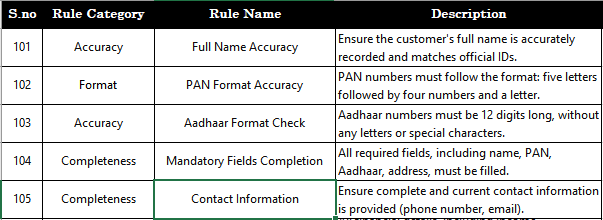 S.no Rule Category Rule Name Description
101 Accuracy Full Name Accuracy Ensure the customer's full name is accurately
recorded and matches official IDs.
102 Format PAN Format Accuracy PAN numbers must follow the format: five letters
followed by four numbers and a letter.
103 Accuracy Aadhaar Format Check Aadhaar numbers must be 12 digits long, without
any letters or special characters.
104 Completeness Mandatory Fields Completion All required fields, including name, PAN,
Aadhaar, address, must be filled.
105 Completeness Contact Information Ensure complete and current contact information
is provided (phone number, email).